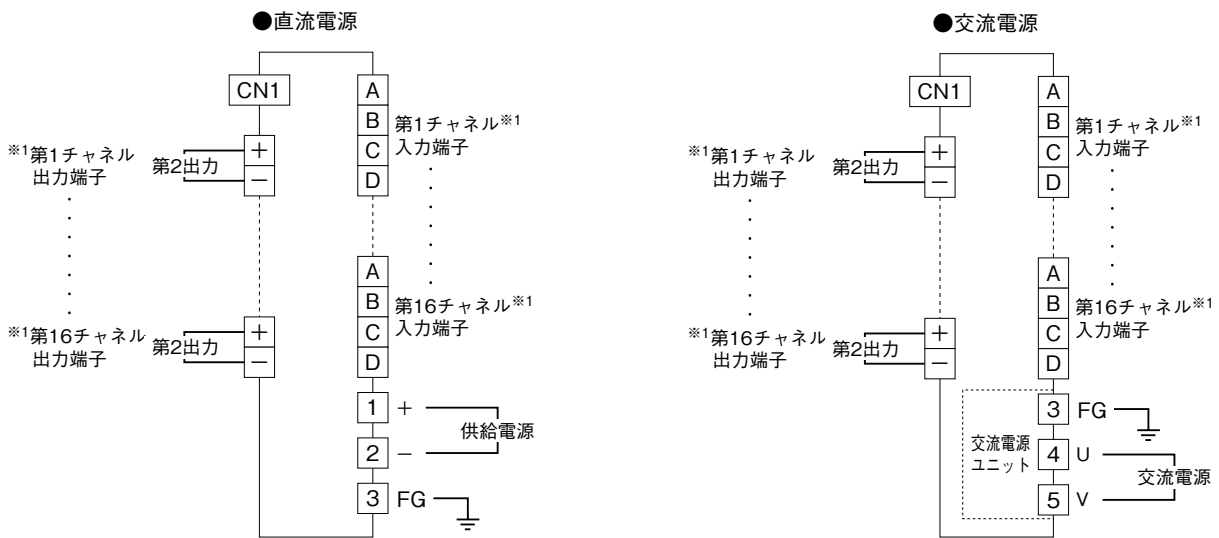 ●直流電源
CN1
A
B
C
D
第1チャネル※1
入力端子
※1第1チャネル
出力端子
第2出力
+
−
A
B
C
D
第16チャネル※1
入力端子
※1第16チャネル
出力端子
第2出力
+
−
1 +
2 −
供給電源
3 FG
●交流電源
CN1
A
B
C
D
第1チャネル※1
入力端子
※1第1チャネル
出力端子
第2出力
+
−
A
B
C
D
第16チャネル※1
入力端子
※1第16チャネル
出力端子
第2出力
+
−
交流電源
ユニット
3 FG
4 U
5 V
交流電源